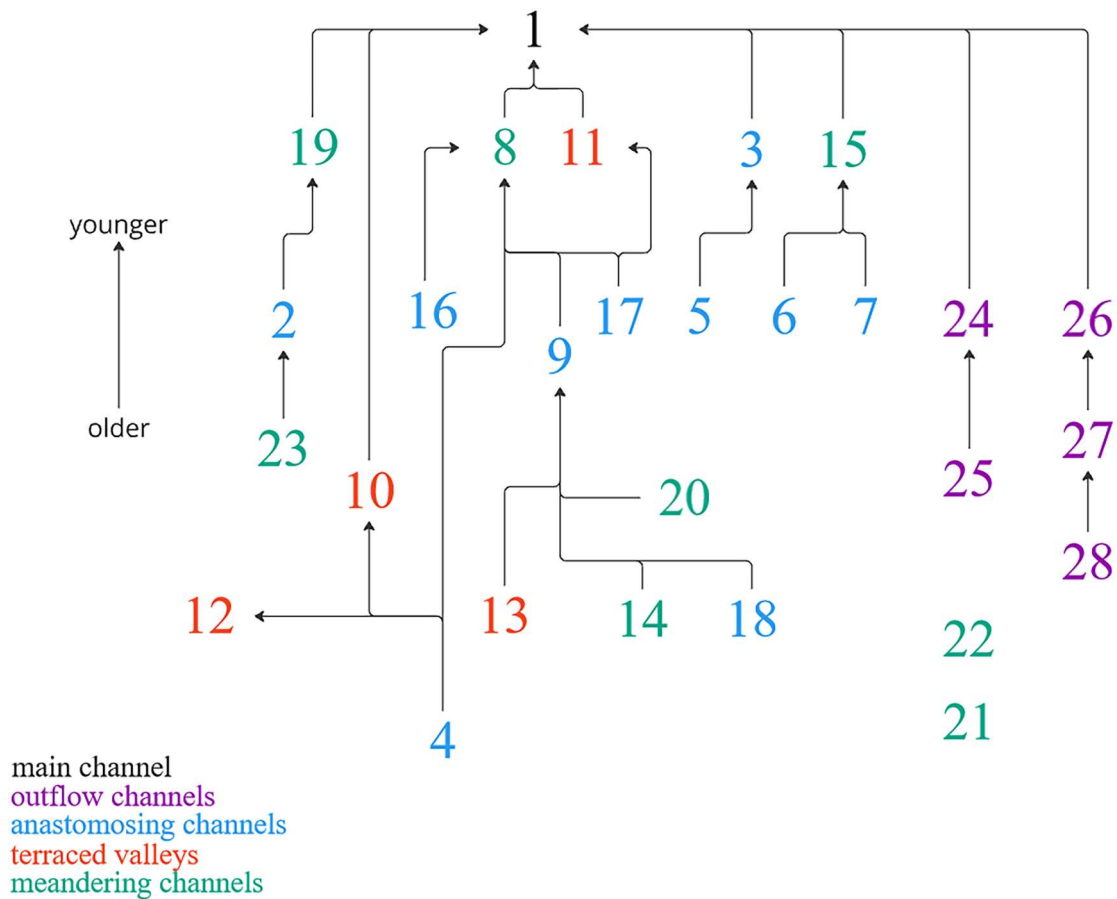 1
19 8 11 3 15
younger
2 16 17 5 6 7 24 26
9
older
23 27
10 20 25
28
12 13 14 18
22
21
4
main channel
outflow channels
anastomosing channels
terraced valleys
meandering channels